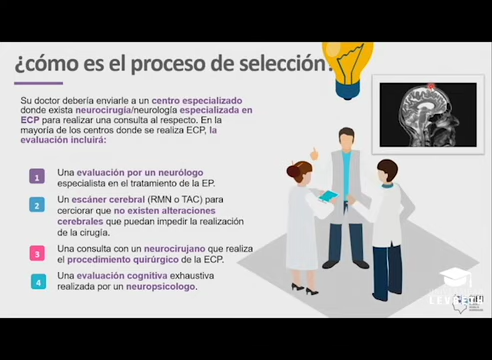 ¿cómo es el proceso de selección?
Su doctor debería enviarle a un centro especializado
donde exista neurocirugía/neurología especializada en
ECP para realizar una consulta al respecto. En la
mayoría de los centros donde se realiza ECP, la
evaluación incluirá:
1 Una evaluación por un neurólogo
especialista en el tratamiento de la EP.
2 Un escáner cerebral (RMN o TAC) para
cerciorar que no existen alteraciones
cerebrales que puedan impedir la realización
de la cirugía.
3 Una consulta con un neurocirujano que realiza
el procedimiento quirúrgico de la ECP.
4 Una evaluación cognitiva exhaustiva
realizada por un neuropsicologo.